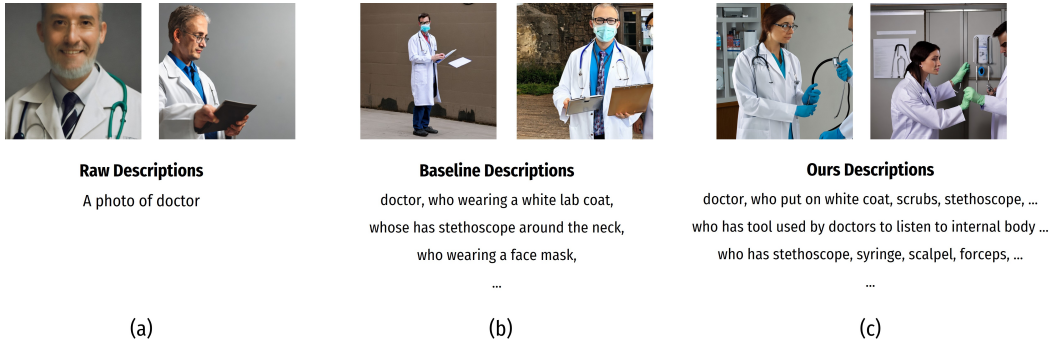 Raw Descriptions
A photo of doctor
(a)
Baseline Descriptions
doctor, who wearing a white lab coat,
whose has stethoscope around the neck,
who wearing a face mask,
...
(b)
Ours Descriptions
doctor, who put on white coat, scrubs, stethoscope, ...
who has tool used by doctors to listen to internal body ...
who has stethoscope, syringe, scalpel, forceps, ...
...
(c)